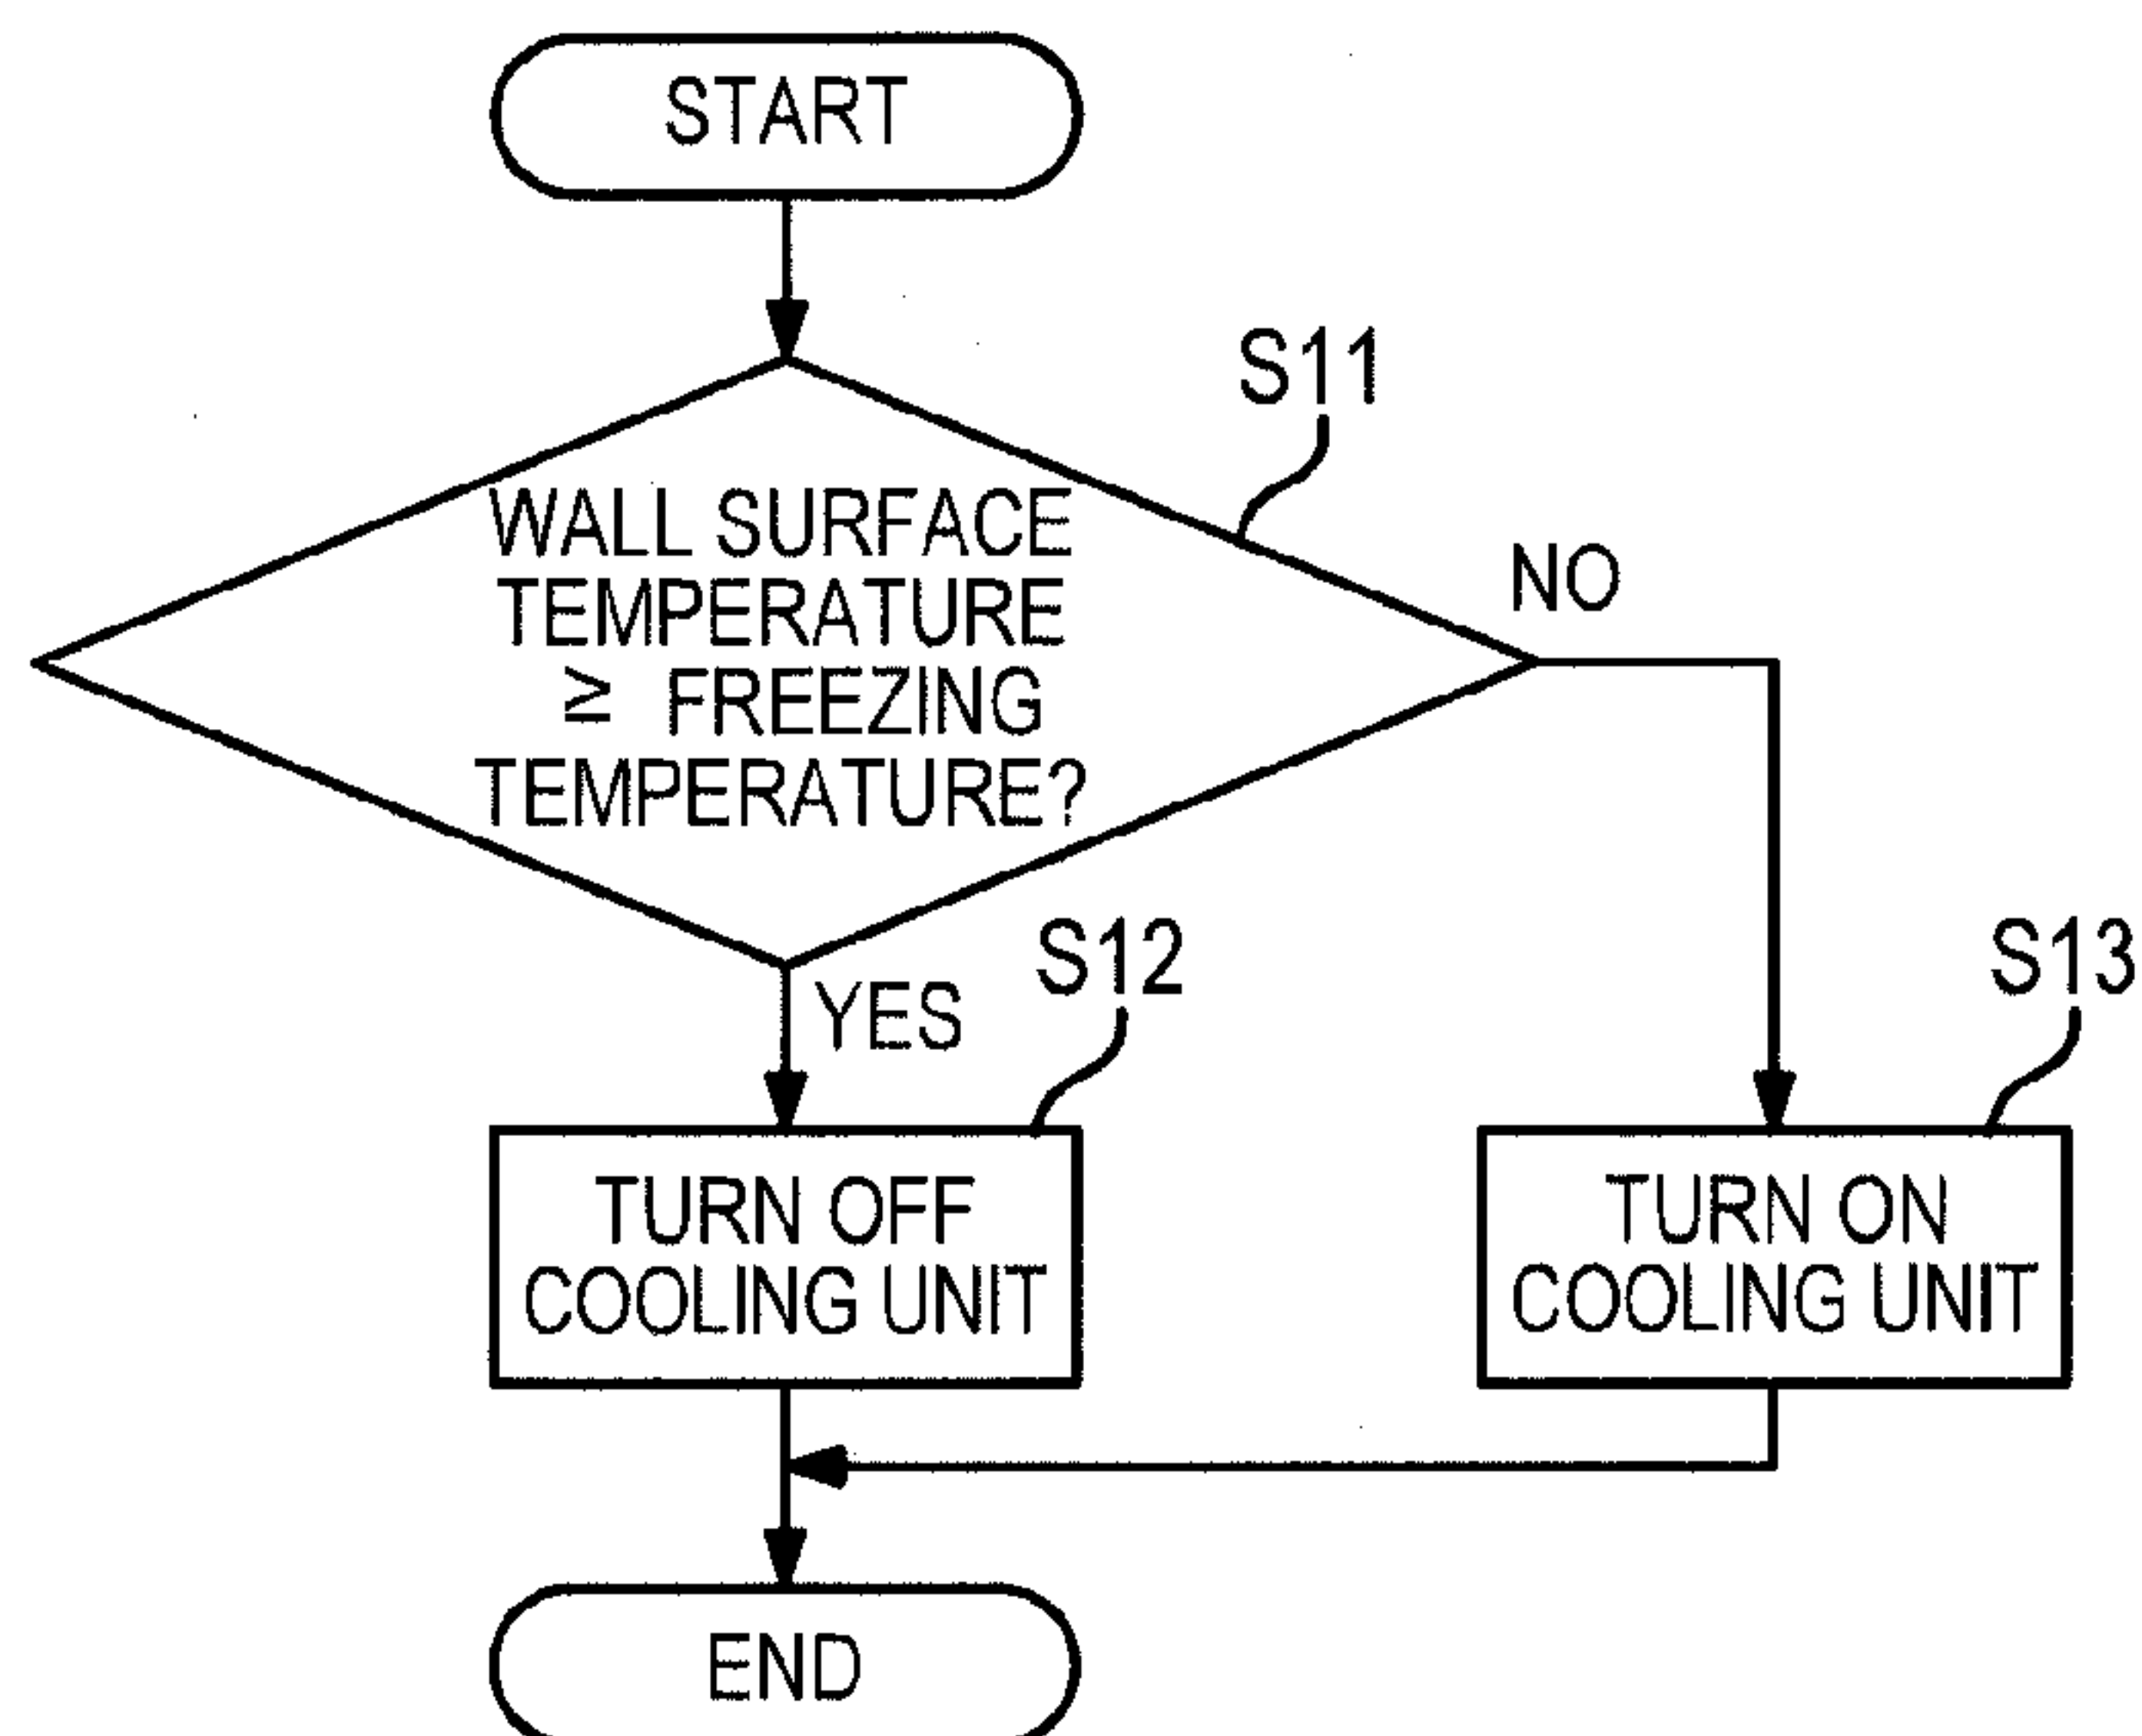 START
S11
WALL SURFACE
TEMPERATURE
≥ FREEZING
TEMPERATURE?
NO
YES
S12
S13
TURN OFF
COOLING UNIT
TURN ON
COOLING UNIT
END